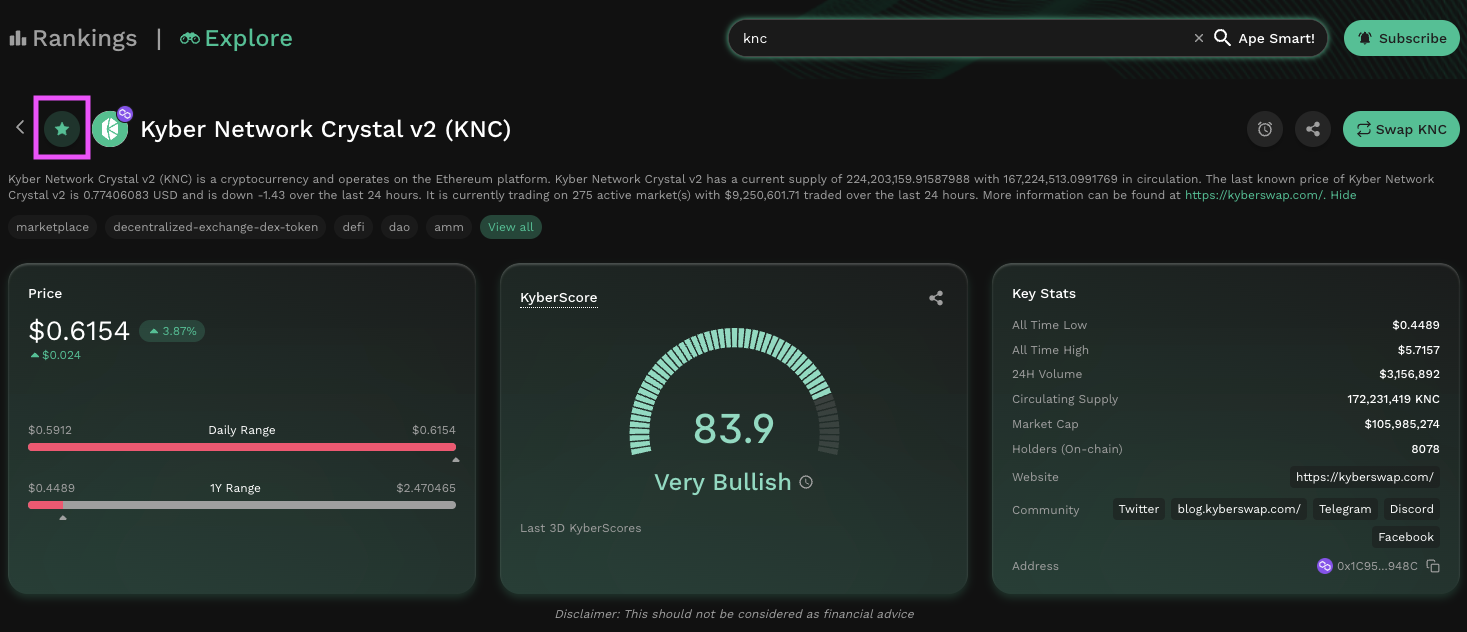 Rankings | Explore
knc
Ape Smart!
Subscribe
Kyber Network Crystal v2 (KNC)
Swap KNC
Kyber Network Crystal v2 (KNC) is a cryptocurrency and operates on the Ethereum platform. Kyber Network Crystal v2 has a current supply of 224,203,159.91587988 with 167,224,513.0991769 in circulation. The last known price of Kyber Network
Crystal v2 is 0.77406083 USD and is down -1.43 over the last 24 hours. It is currently trading on 275 active market(s) with $9,250,601.71 traded over the last 24 hours. More information can be found at https://kyberswap.com/. Hide
marketplace decentralized-exchange-dex-token defi dao amm View all
Price
$0.6154 3.87%
$0.024
$0.5912 Daily Range $0.6154
$0.4489 1Y Range $2.470465
KyberScore
83.9
Very Bullish
Last 3D KyberScores
Key Stats
All Time Low $0.4489
All Time High $5.7157
24H Volume $3,156,892
Circulating Supply 172,231,419 KNC
Market Cap $105,985,274
Holders (On-chain) 8078
Website https://kyberswap.com/
Community Twitter blog.kyberswap.com/ Telegram Discord
Facebook
Address 0x1C95...948C
Disclaimer: This should not be considered as financial advice